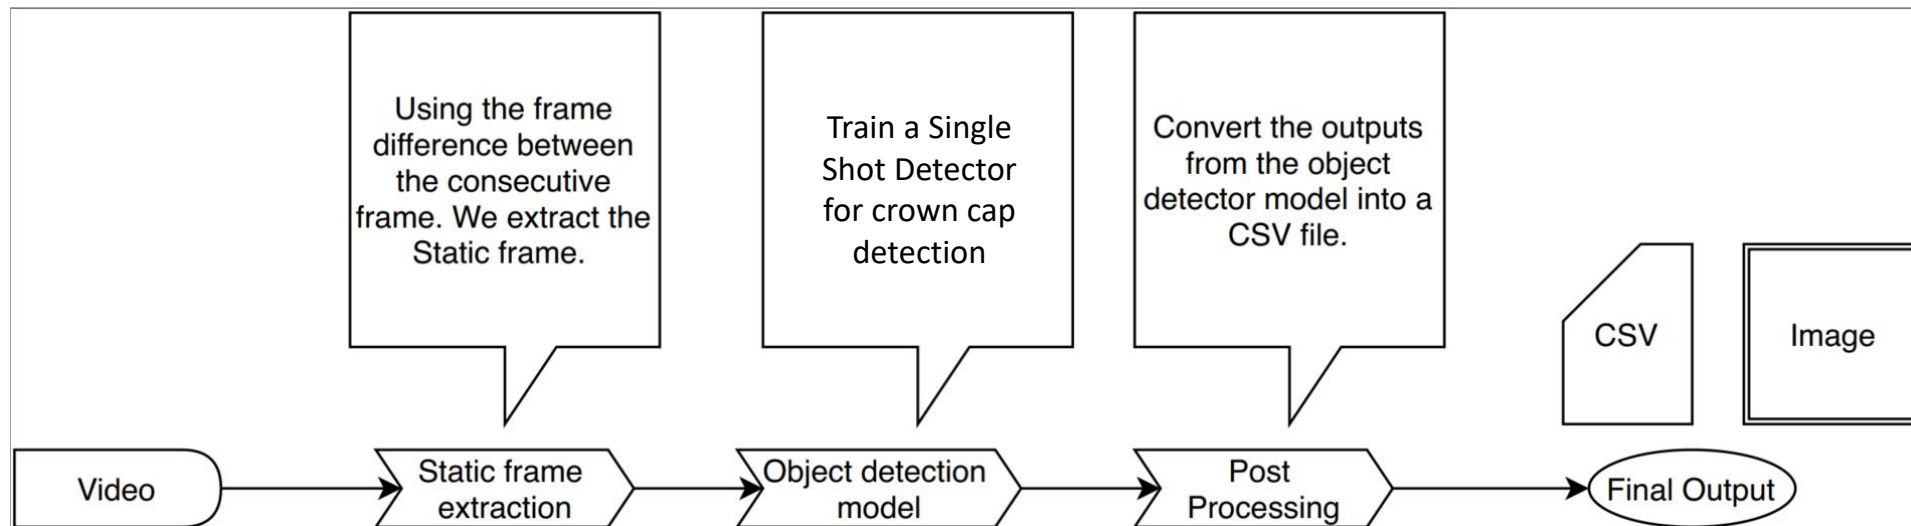 Using the frame
difference between
the consecutive
frame. We extract the
Static frame.
Train a Single
Shot Detector
for crown cap
detection
Convert the outputs
from the object
detector model into a
CSV file.
CSV
Image
Video
Static frame
extraction
Object detection
model
Post
Processing
Final Output